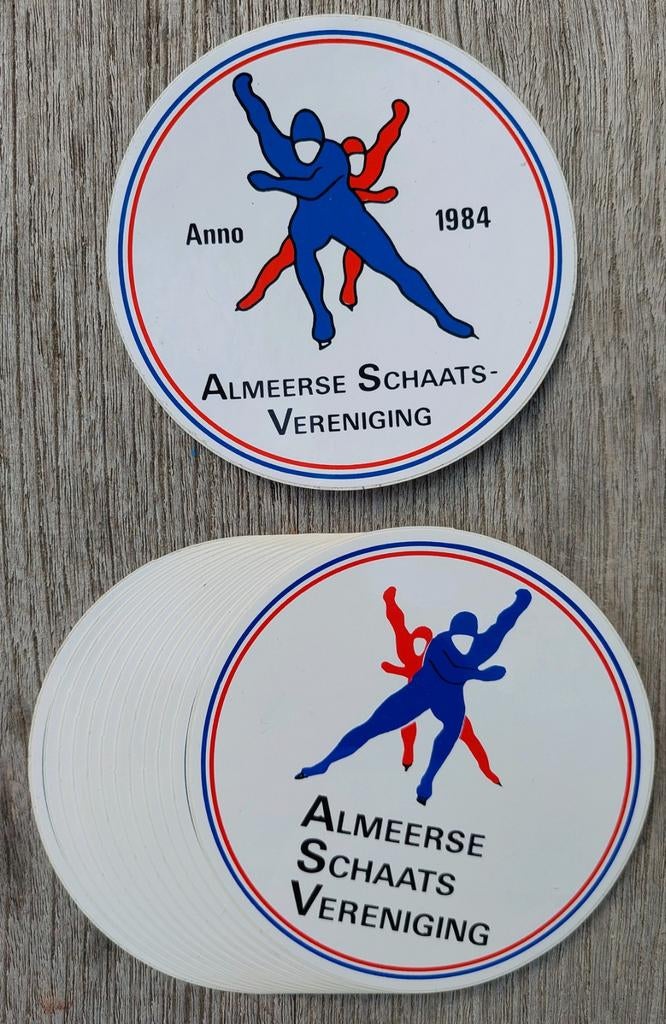 Anno 1984
ALMEERSE SCHAATS-
VERENIGING
ALMEERSE
SCHAATS
VERENIGING